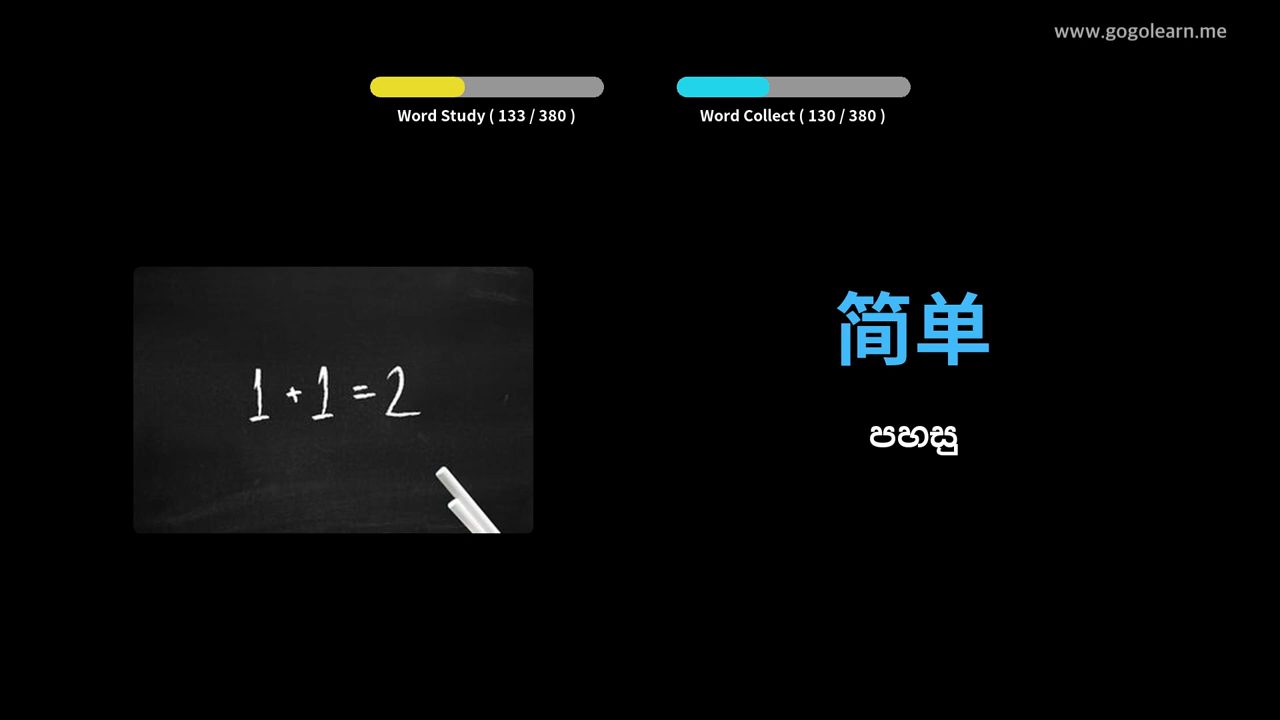 www.gogolearn.me
Word Study ( 133 / 380 )
Word Collect ( 130 / 380 )
1 + 1 = 2
简单
පහසු